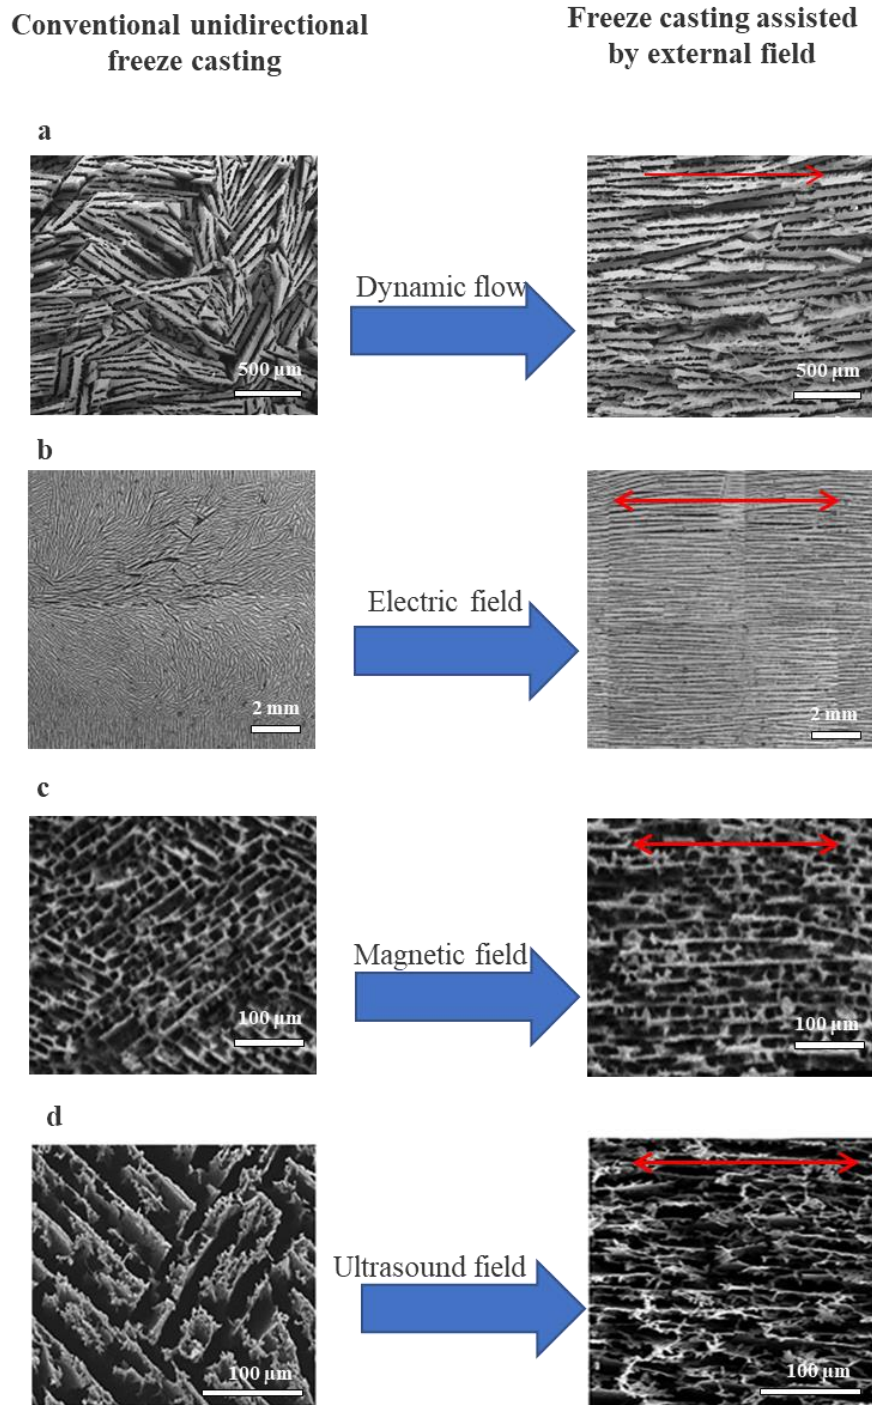 Conventional unidirectional
freeze casting
Freeze casting assisted
by external field
a
500 µm
Dynamic flow
500 µm
b
2 mm
Electric field
2 mm
c
100 µm
Magnetic field
100 µm
d
100 µm
Ultrasound field
100 µm